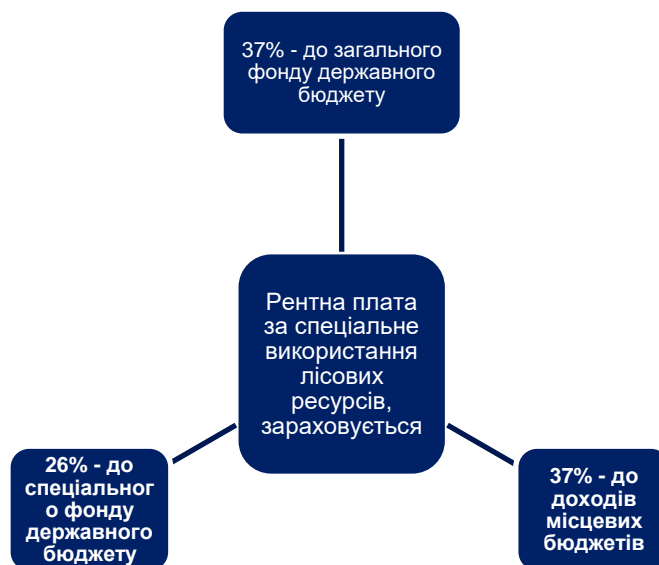 37% - до загального
фонду державного
бюджету
Рентна плата
за спеціальне
використання
лісових
ресурсів,
зараховується
26% - до
спеціальног
о фонду
державного
бюджету
37% - до
доходів
місцевих
бюджетів